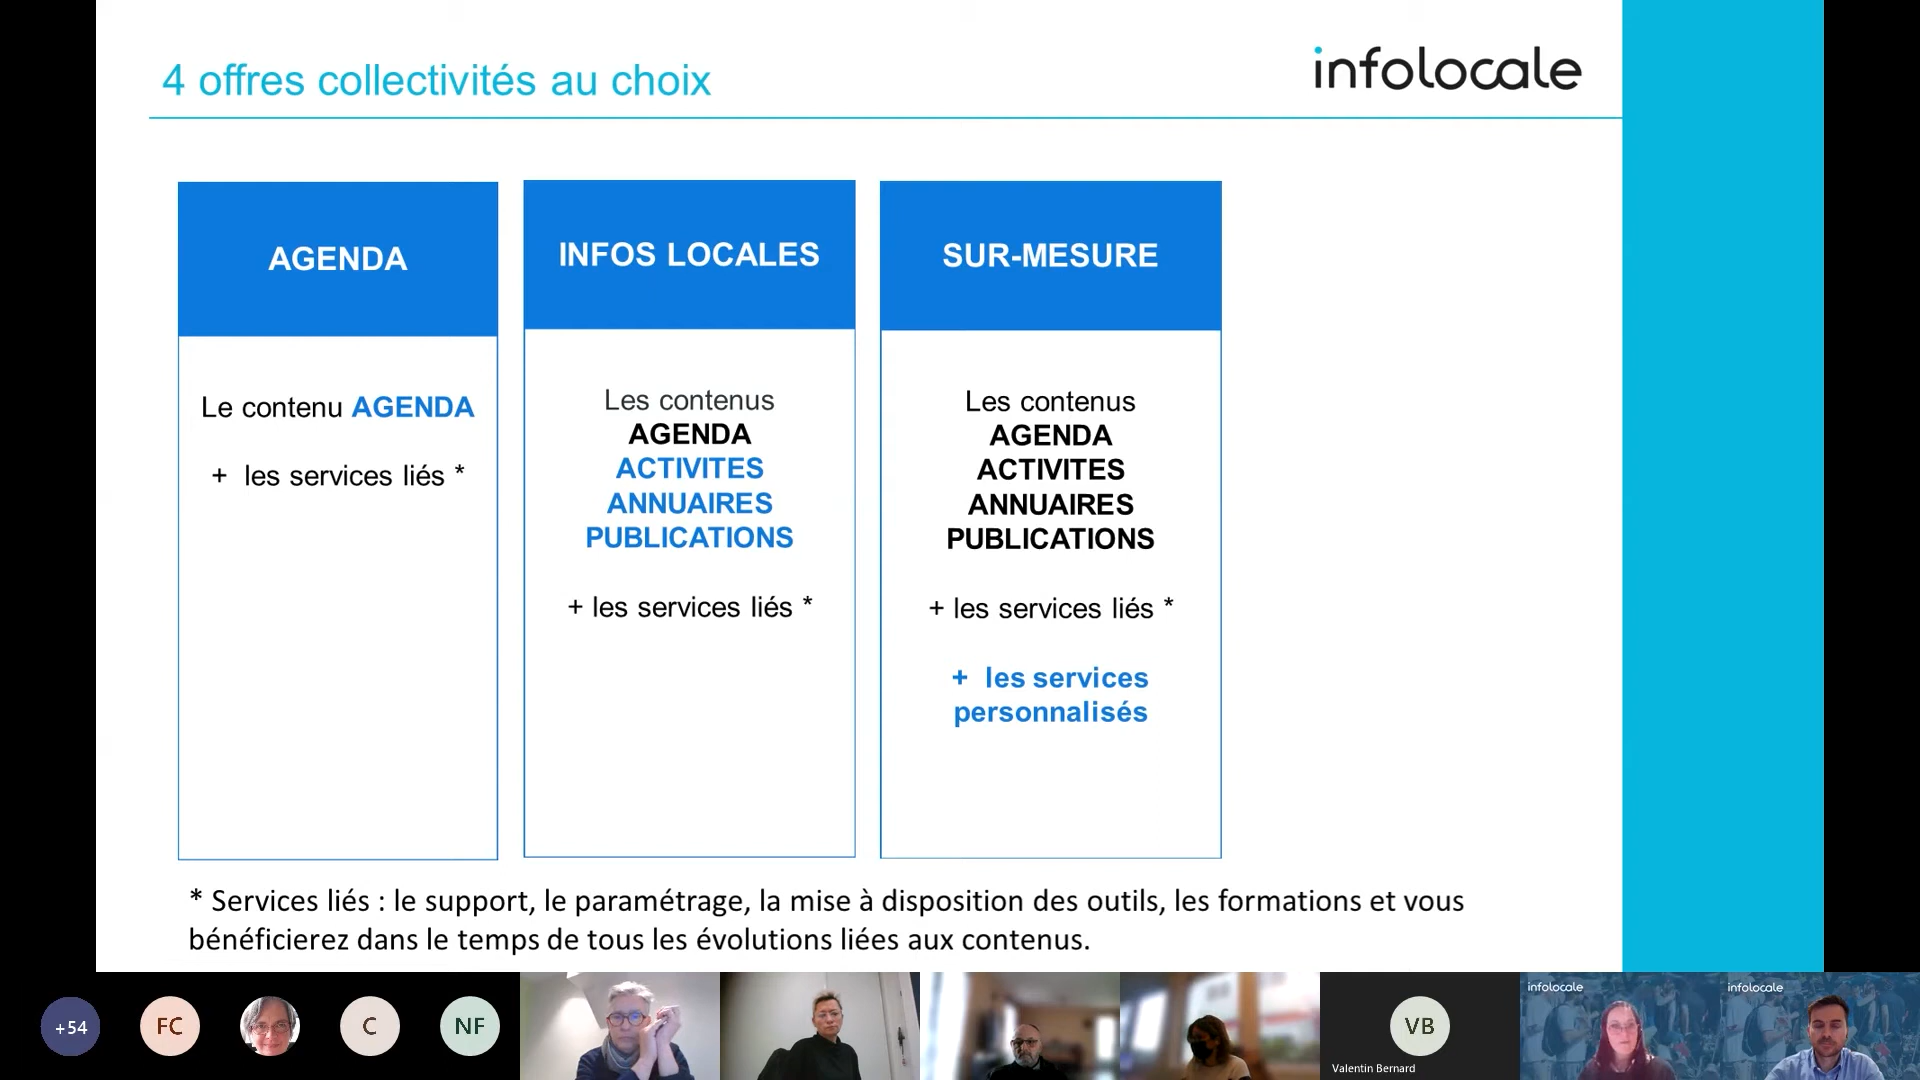 4 offres collectivités au choix
infolocale
AGENDA
Le contenu AGENDA
+ les services liés *
INFOS LOCALES
Les contenus
AGENDA
ACTIVITES
ANNUAIRES
PUBLICATIONS
+ les services liés *
SUR-MESURE
Les contenus
AGENDA
ACTIVITES
ANNUAIRES
PUBLICATIONS
+ les services liés *
+ les services
personnalisés
* Services liés : le support, le paramétrage, la mise à disposition des outils, les formations et vous
bénéficierez dans le temps de tous les évolutions liées aux contenus.
+54
FC
C
NF
VB
Valentin Bernard
infolocale
infolocale